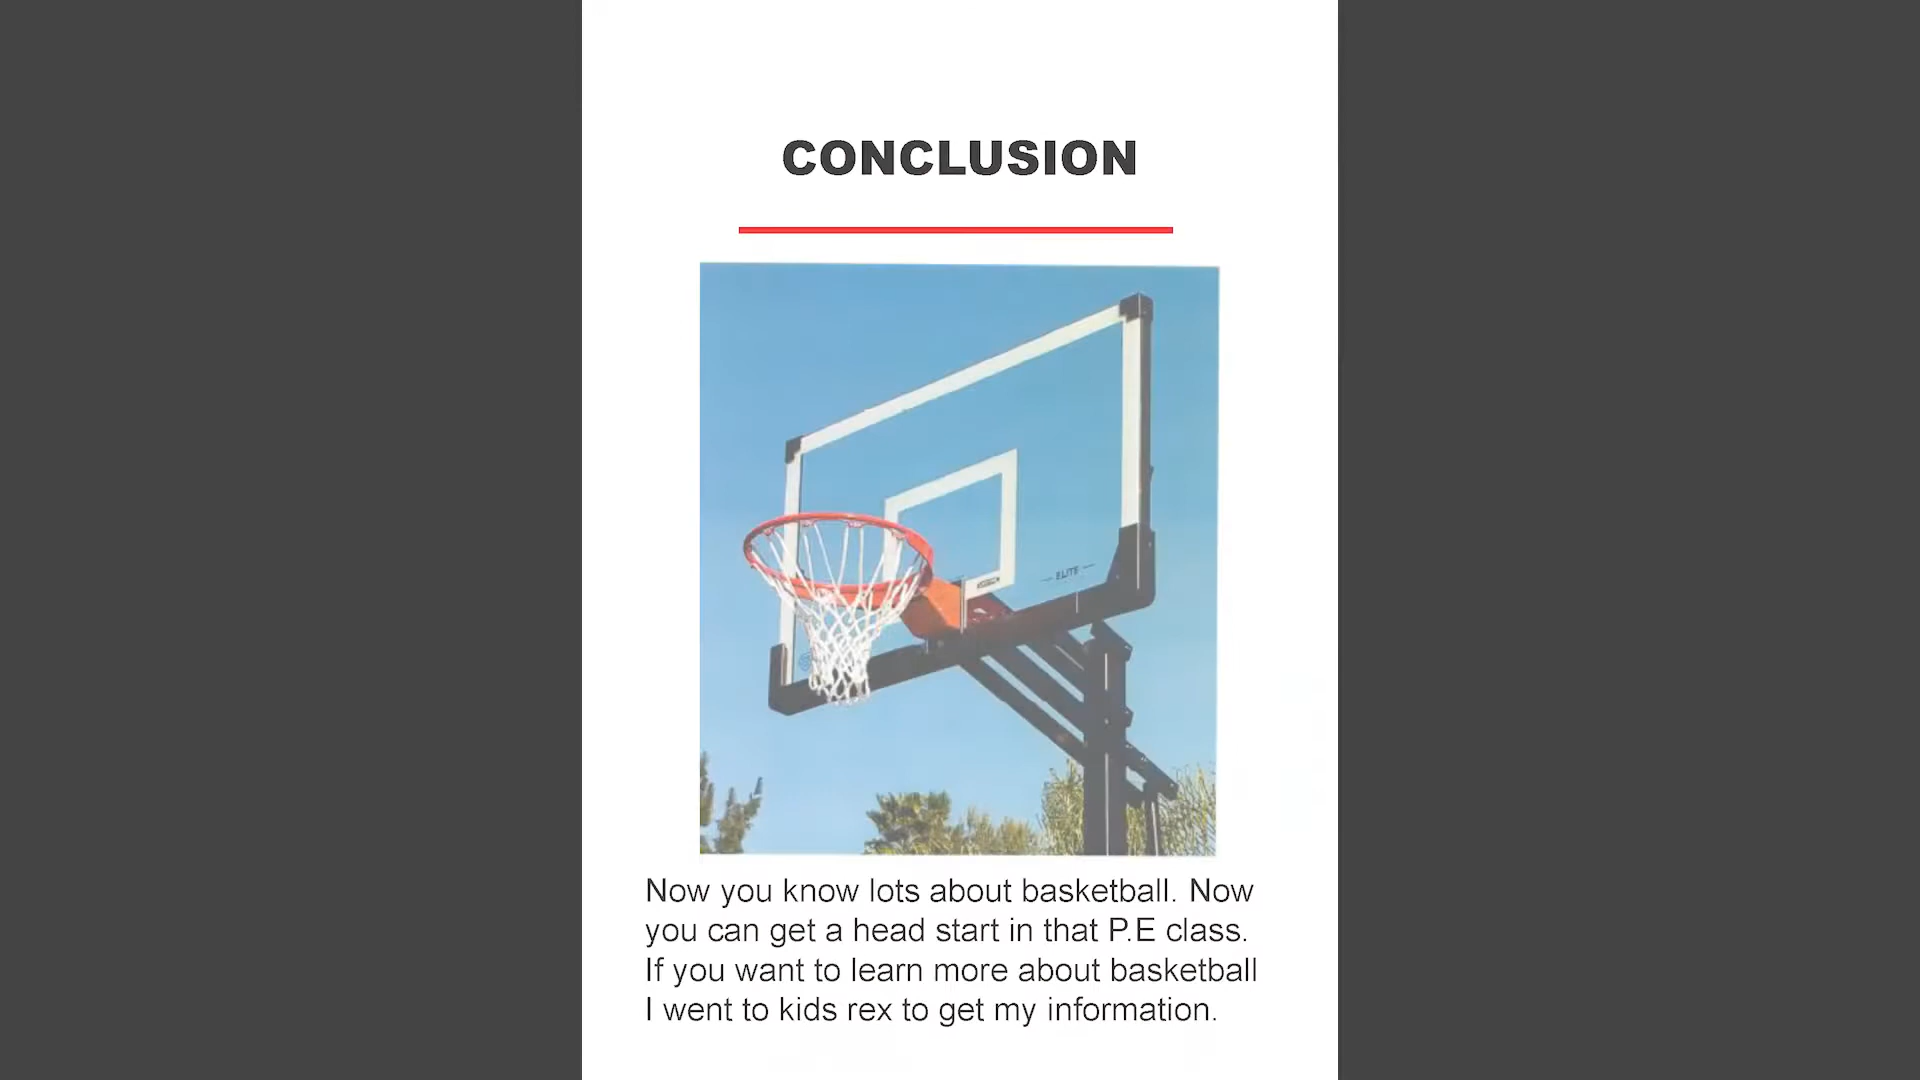 CONCLUSION
ELITE
Now you know lots about basketball. Now
you can get a head start in that P.E class.
If you want to learn more about basketball
I went to kids rex to get my information.